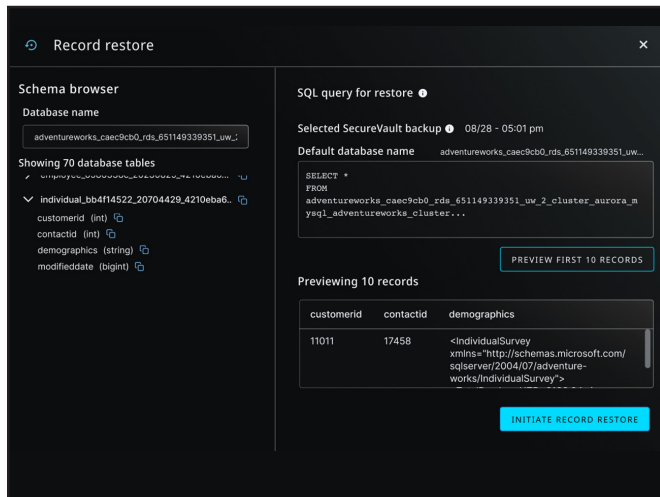 Record restore
Schema browser
Database name
adventureworks_caec9cb0_rds_651149339351_uw_2
Showing 70 database tables
individual_bb4f14522_20704429_4210eba6..
customerid (int)
contactid (int)
demographics (string)
modifieddate (bigint)
SQL query for restore
Selected SecureVault backup 08/28 - 05:01 pm
Default database name adventureworks_caec9cb0_rds_651149339351_uw...
SELECT *
FROM
adventureworks_caec9cb0_rds_651149339351_uw_2_cluster_aurora_m
ysql_adventureworks_cluster...
PREVIEW FIRST 10 RECORDS
Previewing 10 records
customerid contactid demographics
11011 17458 <IndividualSurvey
xmlns="http://schemas.microsoft.com/
sqlserver/2004/07/adventure-
works/IndividualSurvey">
INITIATE RECORD RESTORE